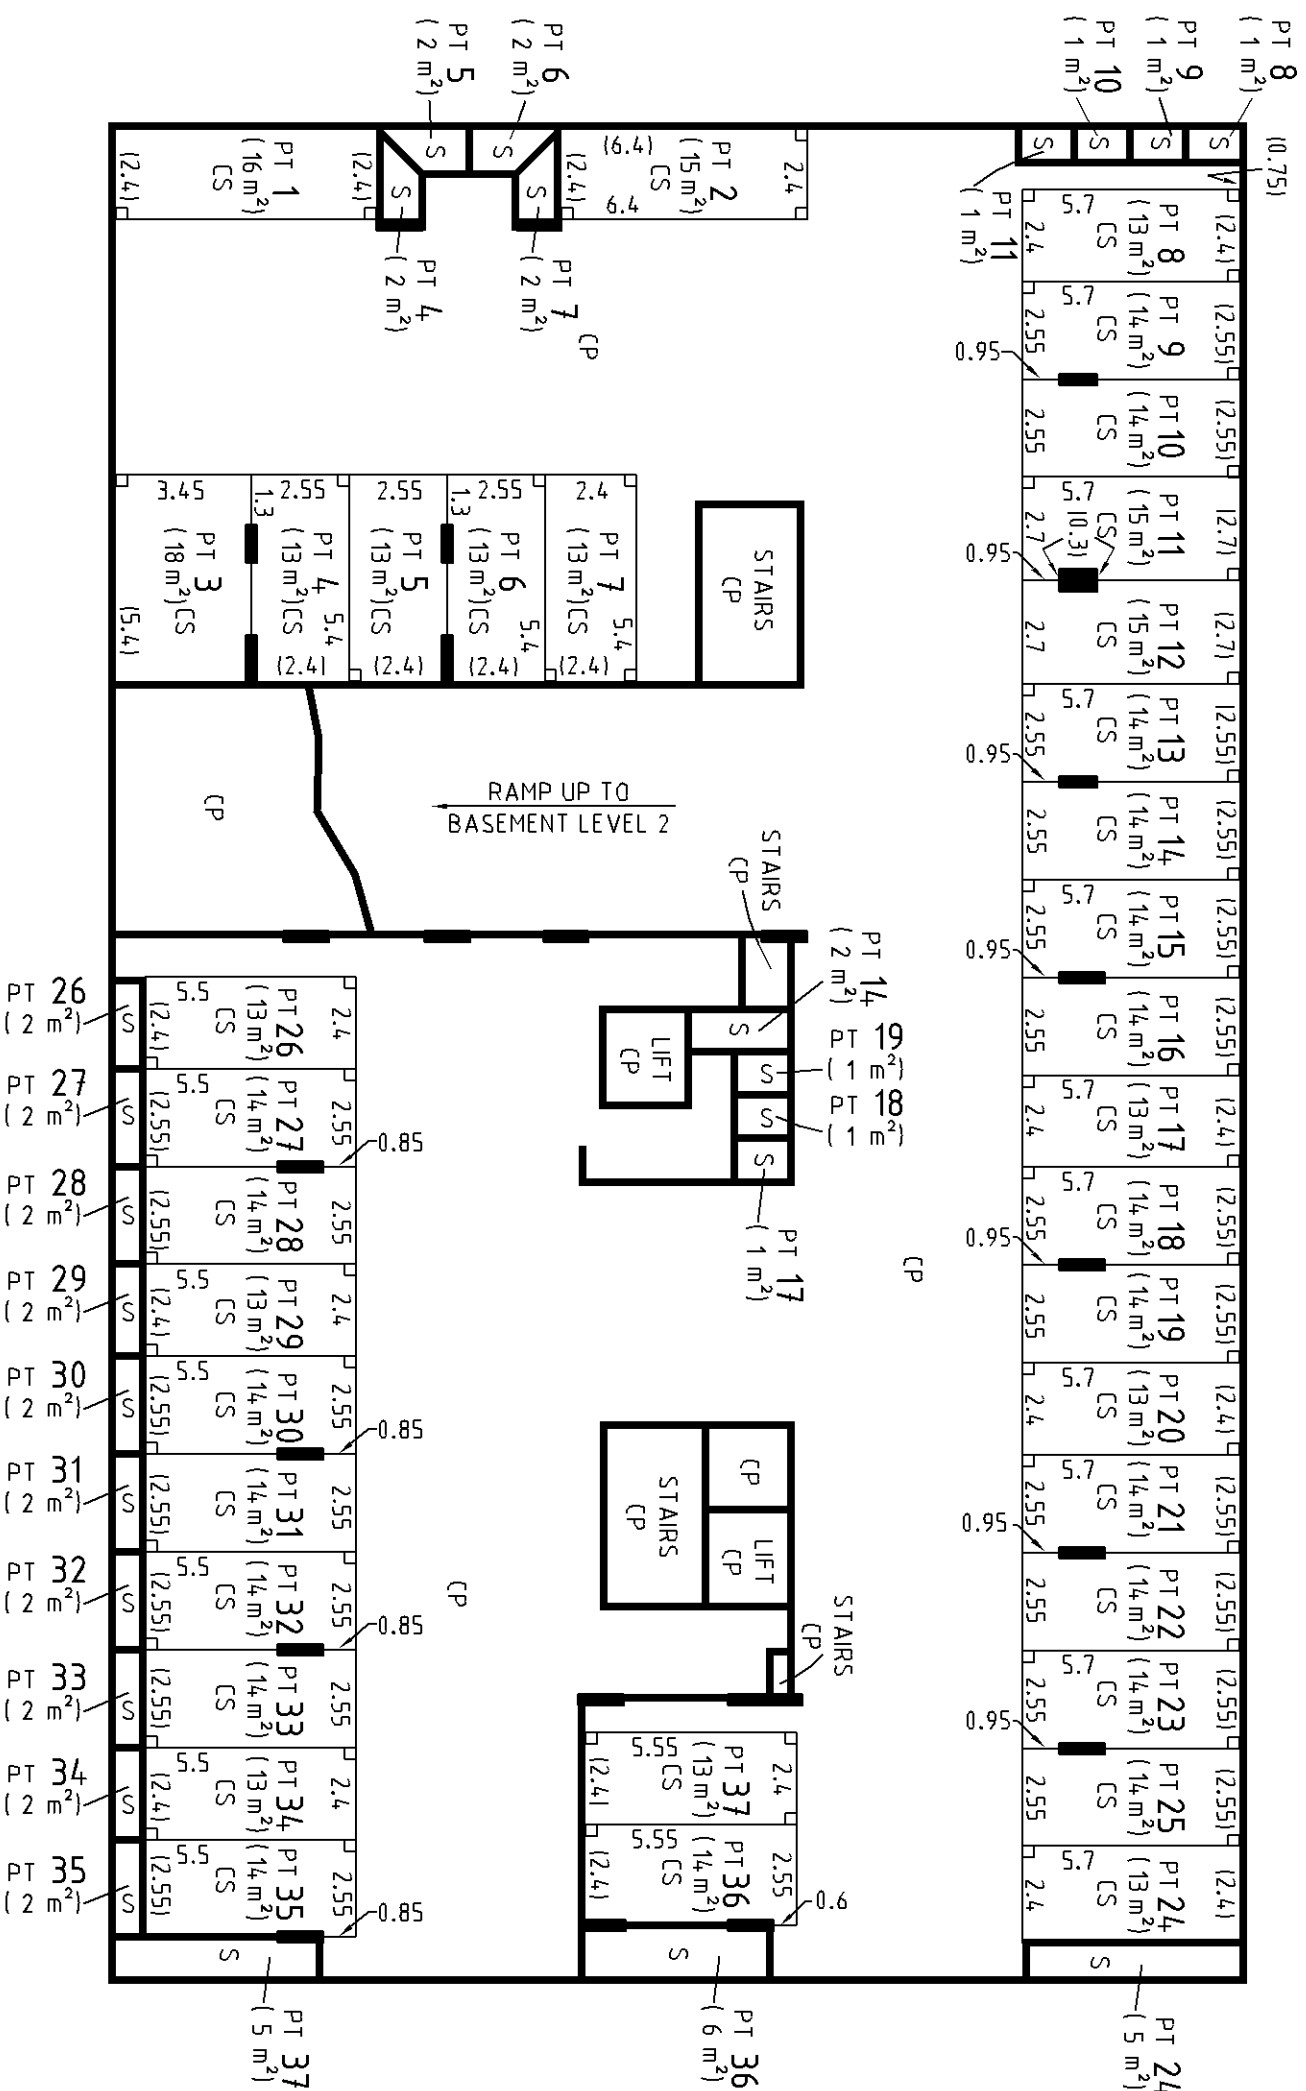 PT 5
( 2 m²)
PT 6
( 2 m²)
PT 10
( 1 m²)
PT 9
( 1 m²)
PT 8
( 1 m²)
(0.75)
S
S
S
S
S
S
S
S
PT 11
( 1 m²)
PT 4
( 2 m²)
PT 7
( 2 m²)
CP
(2.4)
PT 1
(16 m²)
CS
(2.4)
(2.4)
(6.4)
PT 2
(15 m²)
CS
6.4
2.4
(2.4)
PT 8
(13 m²)
CS
5.7
2.4
(2.55)
PT 9
(14 m²)
CS
5.7
2.55
0.95
(2.55)
PT 10
(14 m²)
CS
2.55
(2.7)
PT 11
(15 m²)
CS
5.7
2.7
(0.3)
0.95
(2.7)
PT 12
(15 m²)
CS
2.7
(2.55)
PT 13
(14 m²)
CS
5.7
2.55
0.95
(2.55)
PT 14
(14 m²)
CS
2.55
(2.55)
PT 15
(14 m²)
CS
5.7
2.55
0.95
(2.55)
PT 16
(14 m²)
CS
2.55
(2.4)
PT 17
(13 m²)
CS
5.7
2.4
(2.55)
PT 18
(14 m²)
CS
5.7
2.55
0.95
(2.55)
PT 19
(14 m²)
CS
2.55
(2.4)
PT 20
(13 m²)
CS
5.7
2.4
(2.55)
PT 21
(14 m²)
CS
5.7
2.55
0.95
(2.55)
PT 22
(14 m²)
CS
2.55
(2.55)
PT 23
(14 m²)
CS
5.7
2.55
0.95
(2.55)
PT 25
(14 m²)
CS
2.55
(2.4)
PT 24
(13 m²)
CS
5.7
2.4
S
PT 24
( 5 m²)
3.45
PT 3
(18 m²)CS
(5.4)
1.3
2.55
PT 4
(13 m²)CS
5.4
(2.4)
2.55
PT 5
(13 m²)CS
(2.4)
1.3
2.55
PT 6
(13 m²)CS
5.4
(2.4)
2.4
PT 7
(13 m²)CS
5.4
(2.4)
STAIRS
CP
RAMP UP TO
BASEMENT LEVEL 2
CP
STAIRS
CP
PT 14
( 2 m²)
S
LIFT
CP
PT 19
( 1 m²)
S
PT 18
( 1 m²)
S
S
PT 17
( 1 m²)
CP
CP
LIFT
CP
STAIRS
CP
STAIRS
CP
CP
2.4
PT 37
(13 m²)
CS
5.55
(2.4)
2.55
PT 36
(14 m²)
CS
5.55
(2.4)
0.6
S
PT 36
( 6 m²)
2.4
PT 26
(13 m²)
CS
5.5
(2.4)
S
PT 26
( 2 m²)
2.55
PT 27
(14 m²)
CS
5.5
(2.55)
0.85
S
PT 27
( 2 m²)
2.55
PT 28
(14 m²)
CS
(2.55)
S
PT 28
( 2 m²)
2.4
PT 29
(13 m²)
CS
5.5
(2.4)
S
PT 29
( 2 m²)
2.55
PT 30
(14 m²)
CS
5.5
(2.55)
0.85
S
PT 30
( 2 m²)
2.55
PT 31
(14 m²)
CS
(2.55)
S
PT 31
( 2 m²)
2.55
PT 32
(14 m²)
CS
5.5
(2.55)
0.85
S
PT 32
( 2 m²)
2.55
PT 33
(14 m²)
CS
(2.55)
S
PT 33
( 2 m²)
2.4
PT 34
(13 m²)
CS
5.5
(2.4)
S
PT 34
( 2 m²)
2.55
PT 35
(14 m²)
CS
5.5
(2.55)
0.85
S
PT 35
( 2 m²)
S
PT 37
( 5 m²)